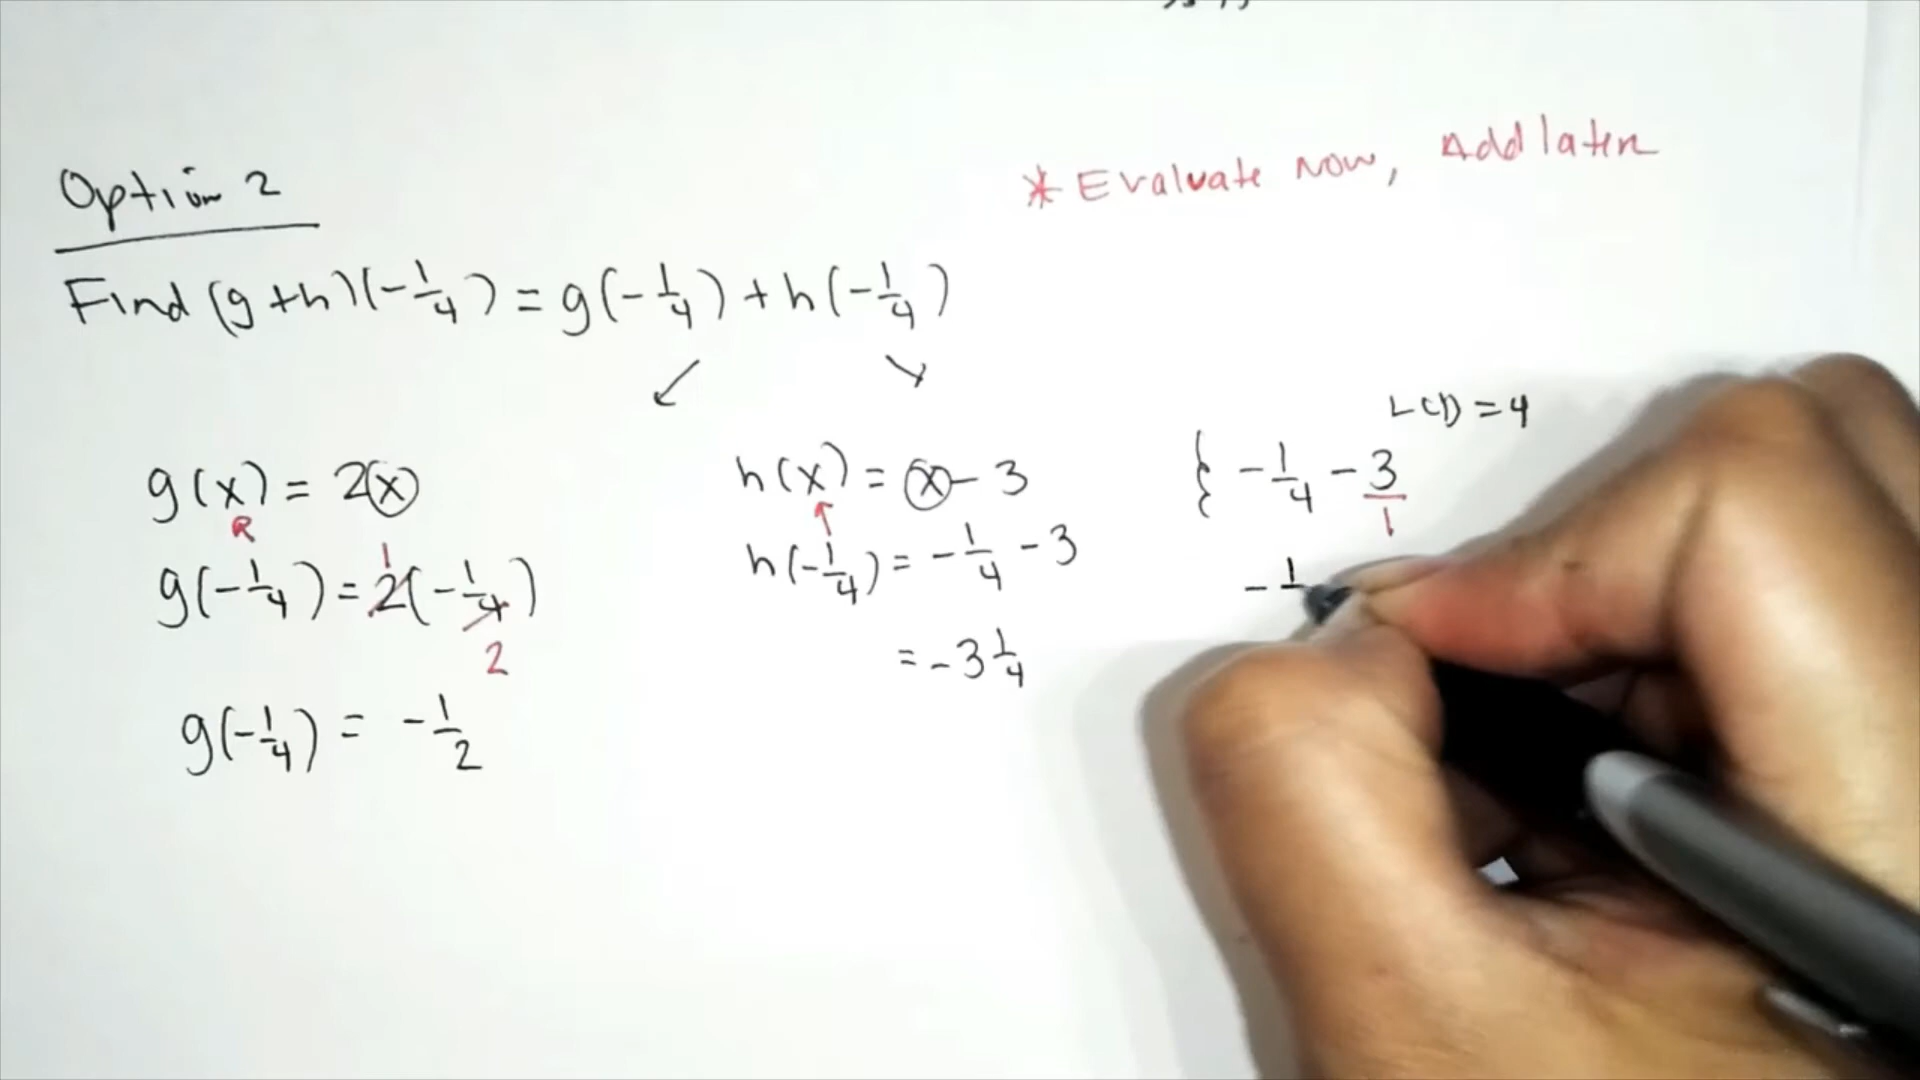 Option 2
* Evaluate Now, Add later
Find (g+h)(-1/4) = g(-1/4) + h(-1/4)
g(x) = 2(x)
g(-1/4) = 2(-1/4)
1
2
g(-1/4) = -1/2
h(x) = (x) - 3
h(-1/4) = -1/4 - 3
= -3 1/4
LCD = 4
{ -1/4 - 3/1
-1